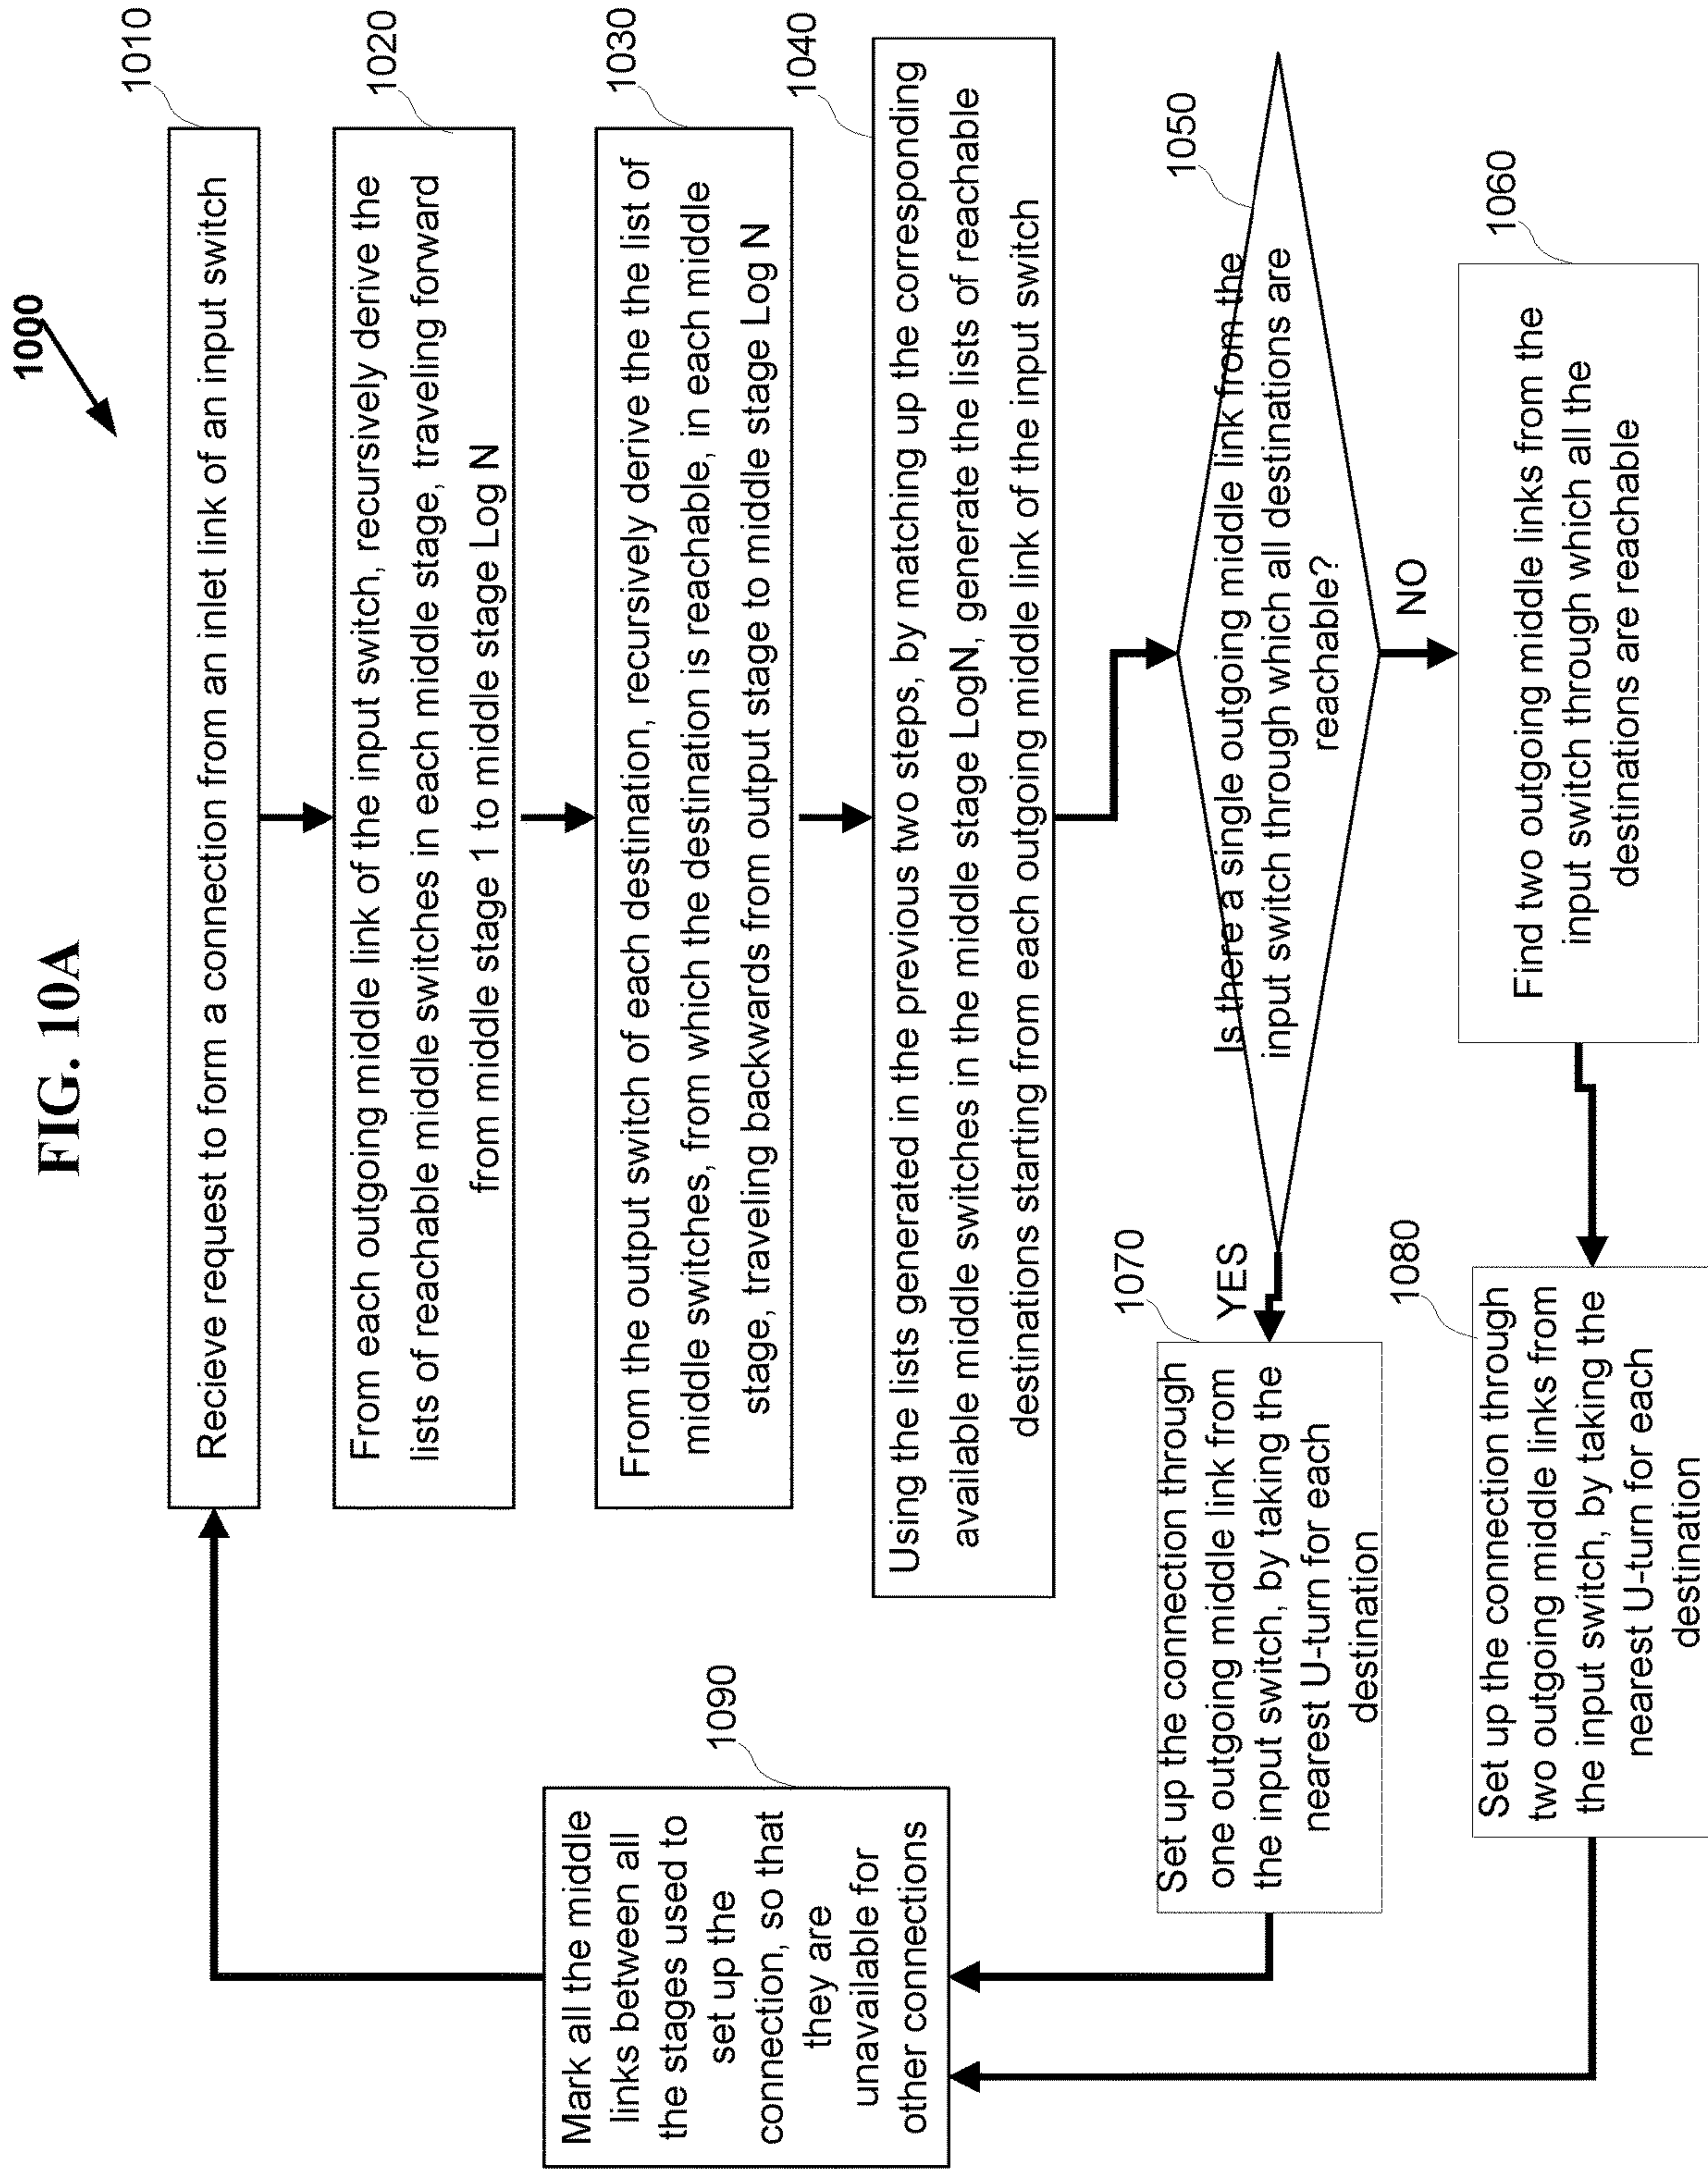 FIG. 10A
1000
1010
Recieve request to form a connection from an inlet link of an input switch
1020
From each outgoing middle link of the input switch, recursively derive the
lists of reachable middle switches in each middle stage, traveling forward
from middle stage 1 to middle stage Log N
1030
From the output switch of each destination, recursively derive the list of
middle switches, from which the destination is reachable, in each middle
stage, traveling backwards from output stage to middle stage Log N
1040
Using the lists generated in the previous two steps, by matching up the corresponding
available middle switches in the middle stage LogN, generate the lists of reachable
destinations starting from each outgoing middle link of the input switch
1050
Is there a single outgoing middle link from the
input switch through which all destinations are
reachable?
YES
NO
1060
Find two outgoing middle links from the
input switch through which all the
destinations are reachable
1070
Set up the connection through
one outgoing middle link from
the input switch, by taking the
nearest U-turn for each
destination
1080
Set up the connection through
two outgoing middle links from
the input switch, by taking the
nearest U-turn for each
destination
1090
Mark all the middle
links between all
the stages used to
set up the
connection, so that
they are
unavailable for
other connections